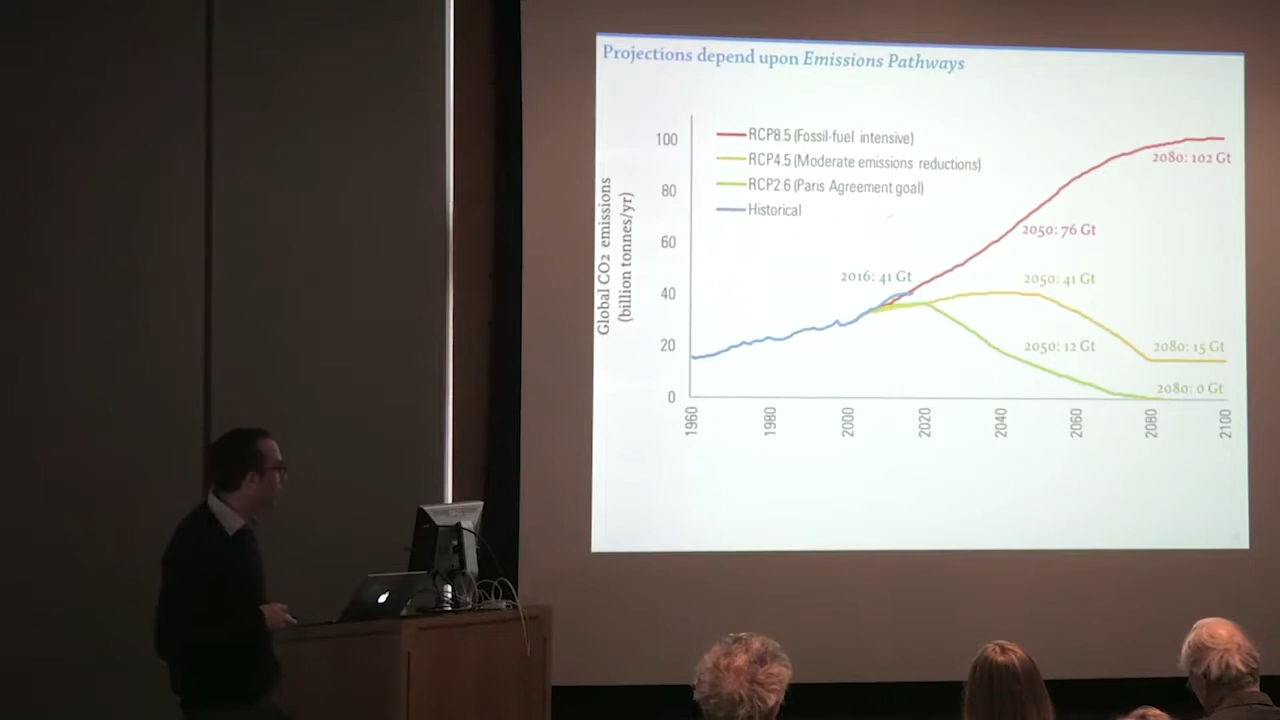 Projections depend upon Emissions Pathways
Global CO2 emissions
(billion tonnes/yr)
100
80
60
40
20
0
RCP8.5 (Fossil-fuel intensive)
RCP4.5 (Moderate emissions reductions)
RCP2.6 (Paris Agreement goal)
Historical
2080: 102 Gt
2050: 76 Gt
2016: 41 Gt
2050: 41 Gt
2050: 12 Gt
2080: 15 Gt
2080: 0 Gt
1960
1980
2000
2020
2040
2060
2080
2100